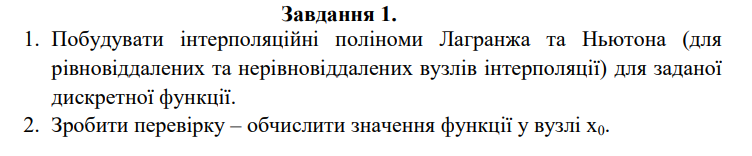 Завдання 1.
1. Побудувати інтерполяційні поліноми Лагранжа та Ньютона (для
рівновіддалених та нерівновіддалених вузлів інтерполяції) для заданої
дискретної функції.
2. Зробити перевірку – обчислити значення функції у вузлі x₀.